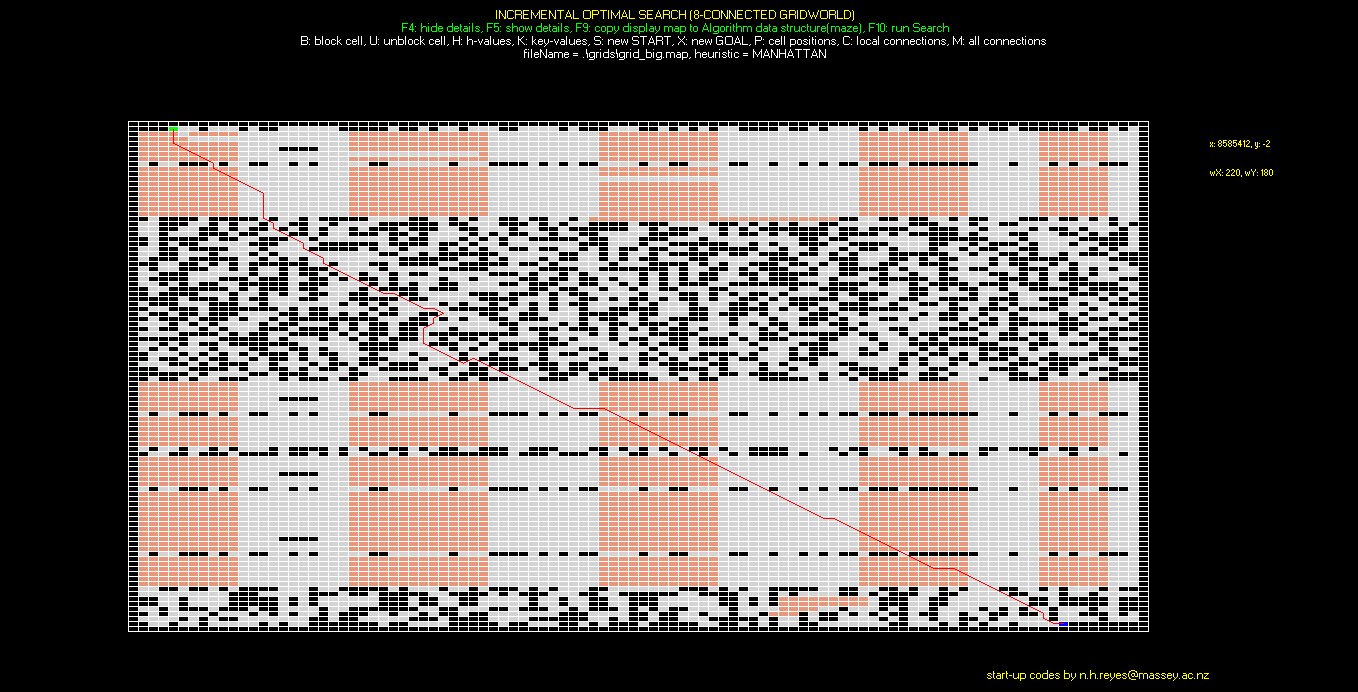 INCREMENTAL OPTIMAL SEARCH (8-CONNECTED GRIDWORLD)
F4: hide details, F5: show details, F9: copy display map to Algorithm data structure(maze), F10: run Search
B: block cell, U: unblock cell, H: h-values, K: key-values, S: new START, X: new GOAL, P: cell positions, C: local connections, M: all connections
fileName = .\grids\grid_big.map, heuristic = MANHATTAN
x: 8585412, y: -2
wX: 220, wY: 180
start-up codes by n.h.reyes@massey.ac.nz